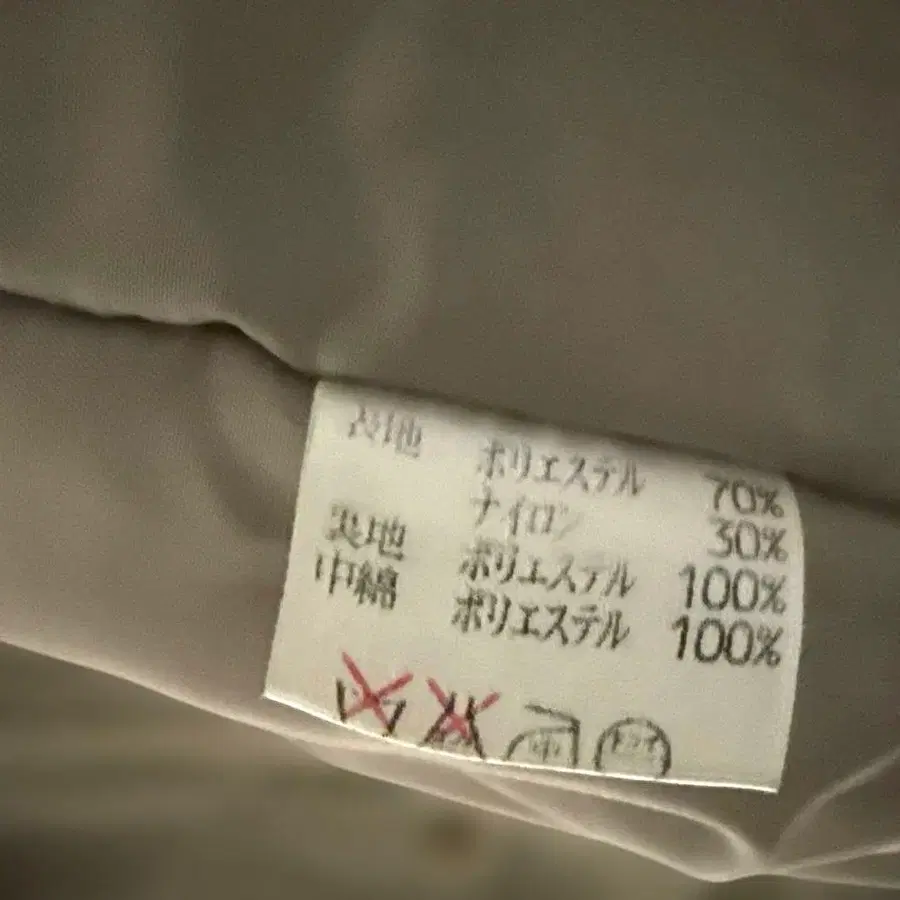 表地 ポリエステル 70%
ナイロン 30%
裏地 ポリエステル 100%
中綿 ポリエステル 100%
中